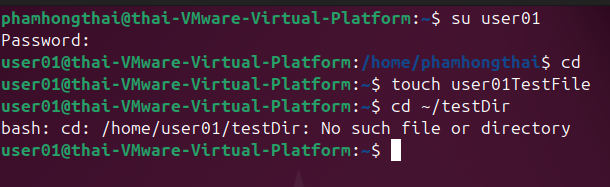 phamhongthai@thai-VMware-Virtual-Platform:~$ su user01
Password:
user01@thai-VMware-Virtual-Platform:/home/phamhongthai$ cd
user01@thai-VMware-Virtual-Platform:~$ touch user01TestFile
user01@thai-VMware-Virtual-Platform:~$ cd ~/testDir
bash: cd: /home/user01/testDir: No such file or directory
user01@thai-VMware-Virtual-Platform:~$